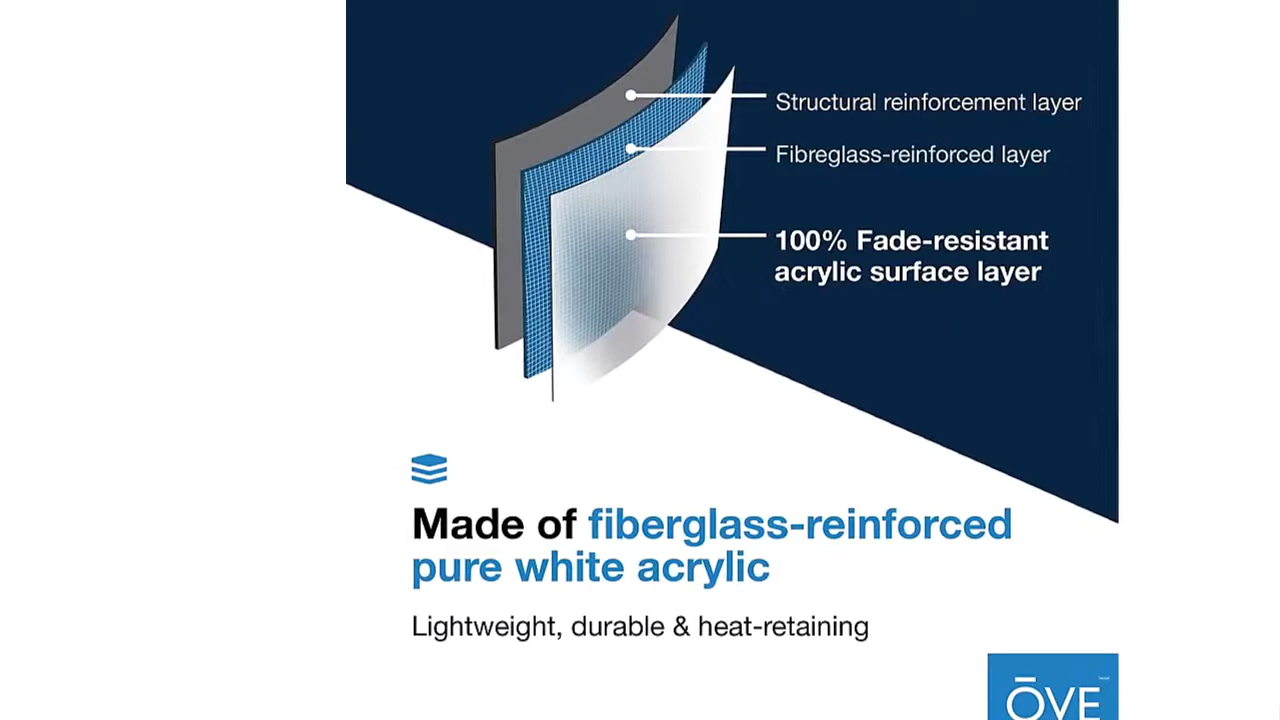 Structural reinforcement layer
Fibreglass-reinforced layer
100% Fade-resistant
acrylic surface layer
Made of fiberglass-reinforced
pure white acrylic
Lightweight, durable & heat-retaining
ŌVE